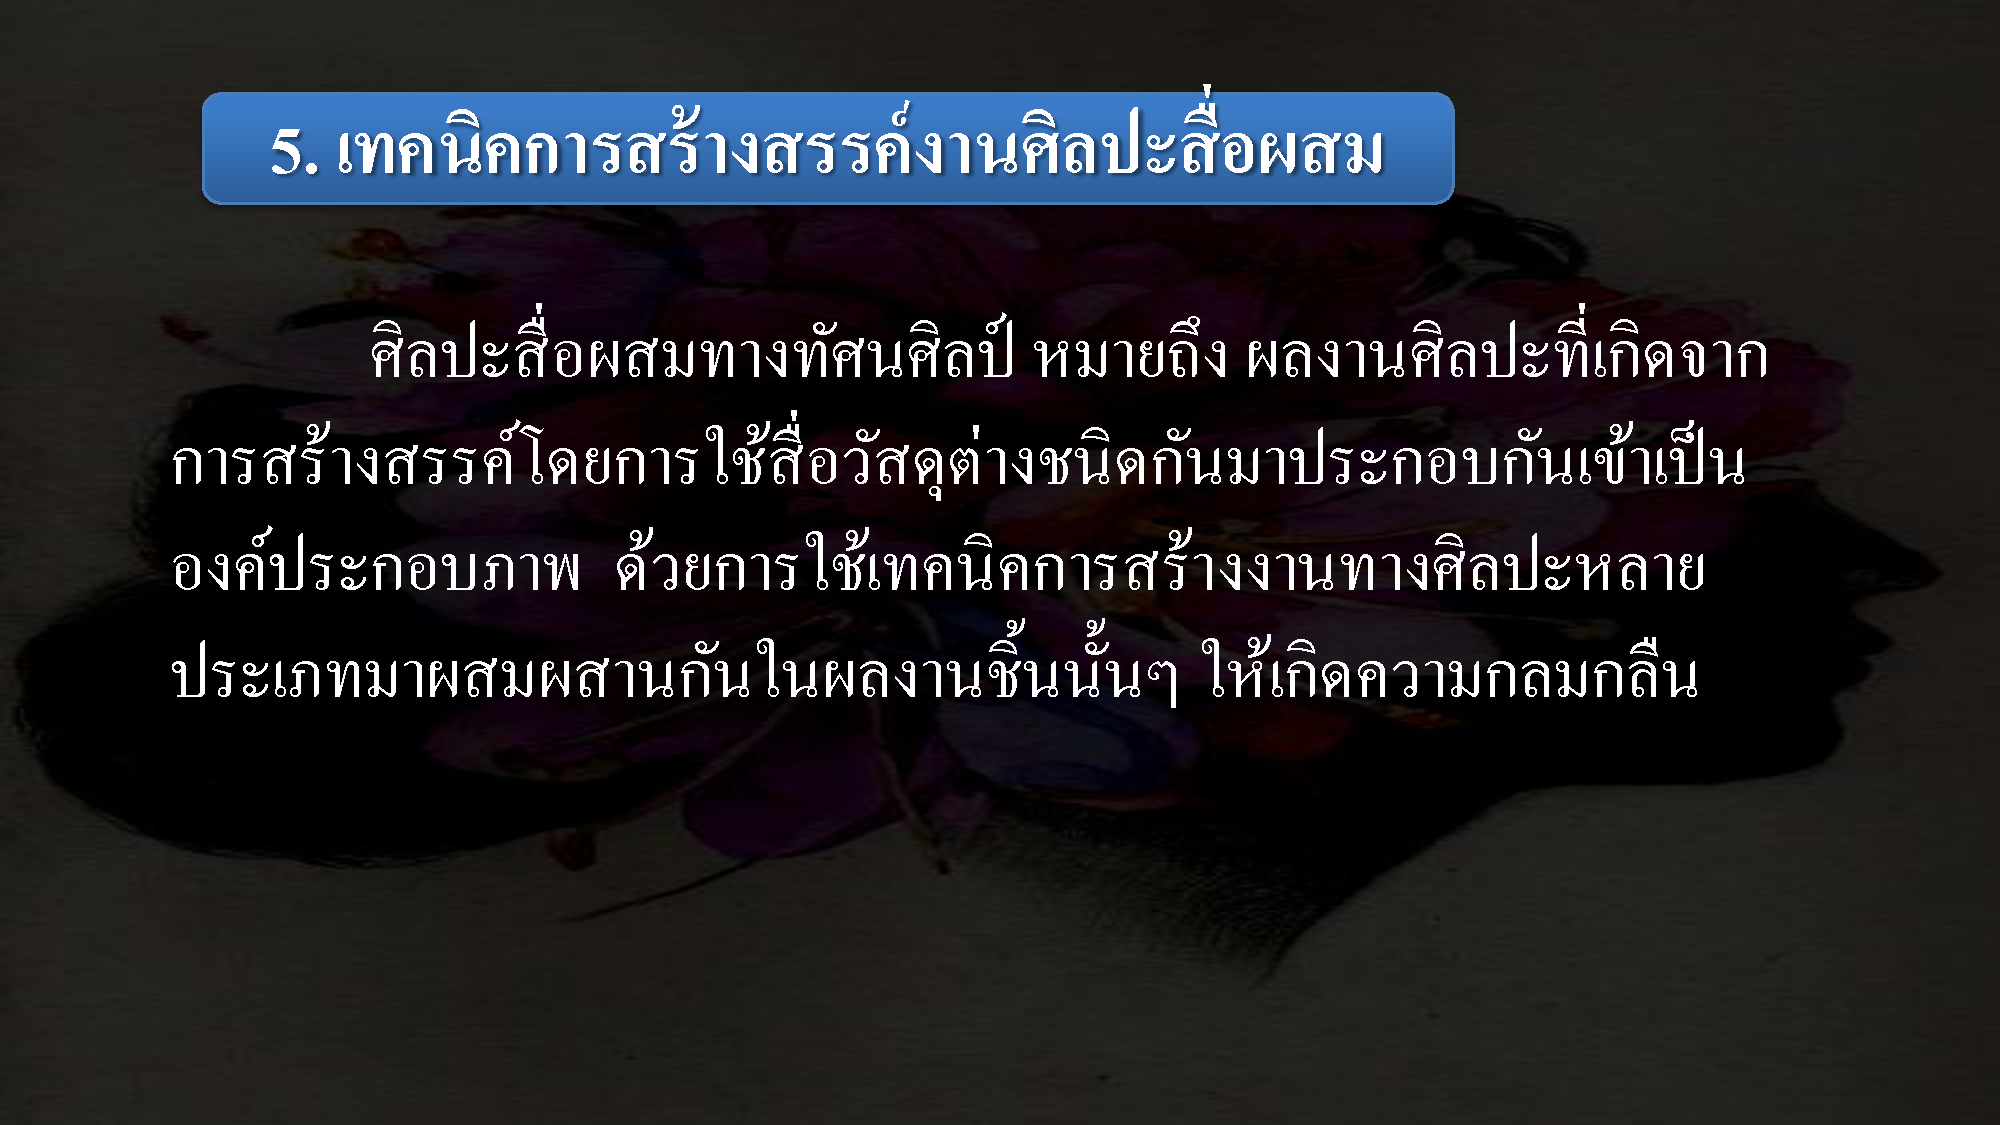 5. เทคนิคการสร้างสรรค์งานศิลปะสื่อผสม
ศิลปะสื่อผสมทางทัศนศิลป์ หมายถึง ผลงานศิลปะที่เกิดจาก
การสร้างสรรค์โดยการใช้สื่อวัสดุต่างชนิดกันมาประกอบกันเข้าเป็น
องค์ประกอบภาพ ด้วยการใช้เทคนิคการสร้างงานทางศิลปะหลาย
ประเภทมาผสมผสานกันในผลงานชิ้นนั้นๆ ให้เกิดความกลมกลืน